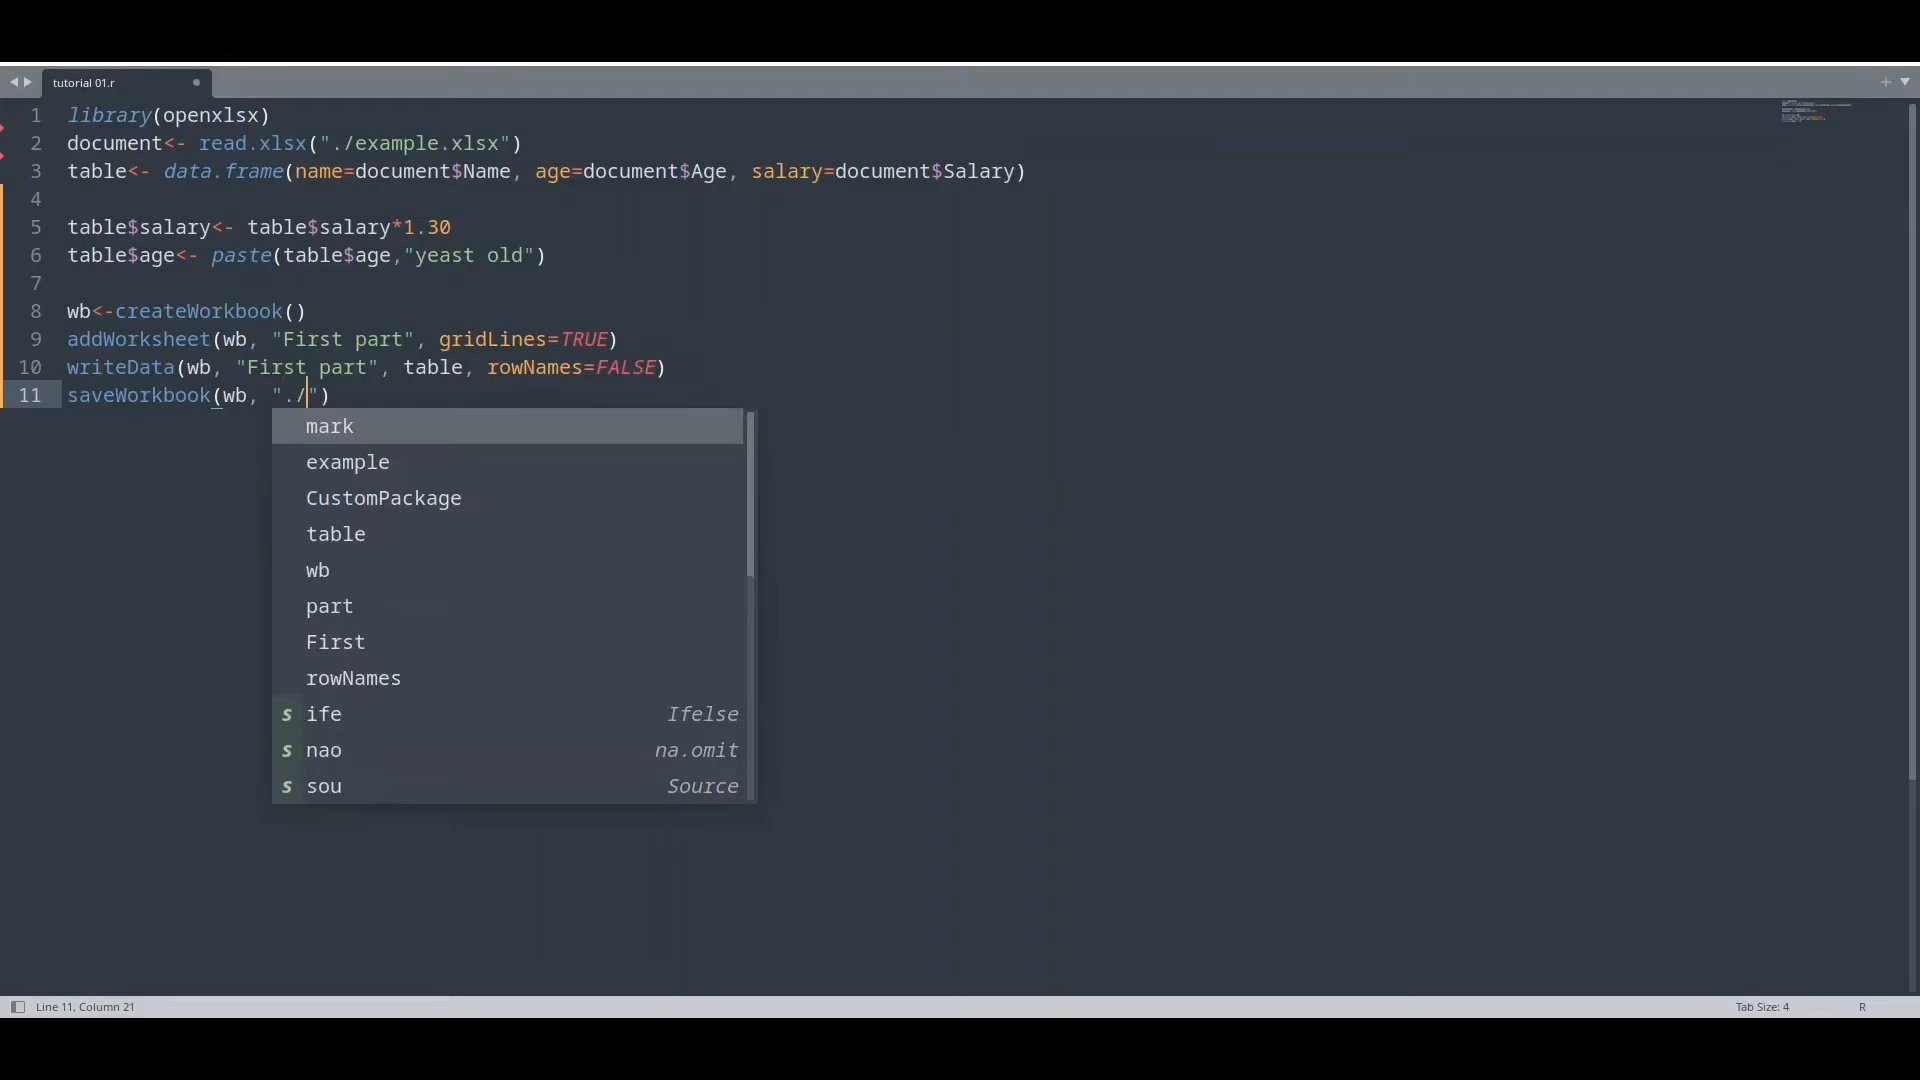 tutorial 01.r
1 library(openxlsx)
2 document<- read.xlsx("./example.xlsx")
3 table<- data.frame(name=document$Name, age=document$Age, salary=document$Salary)
4
5 table$salary<- table$salary*1.30
6 table$age<- paste(table$age,"yeast old")
7
8 wb<-createWorkbook()
9 addWorksheet(wb, "First part", gridLines=TRUE)
10 writeData(wb, "First part", table, rowNames=FALSE)
11 saveWorkbook(wb, "./")
mark
example
CustomPackage
table
wb
part
First
rowNames
s ife Ifelse
s nao na.omit
s sou Source
Line 11, Column 21 Tab Size: 4 R